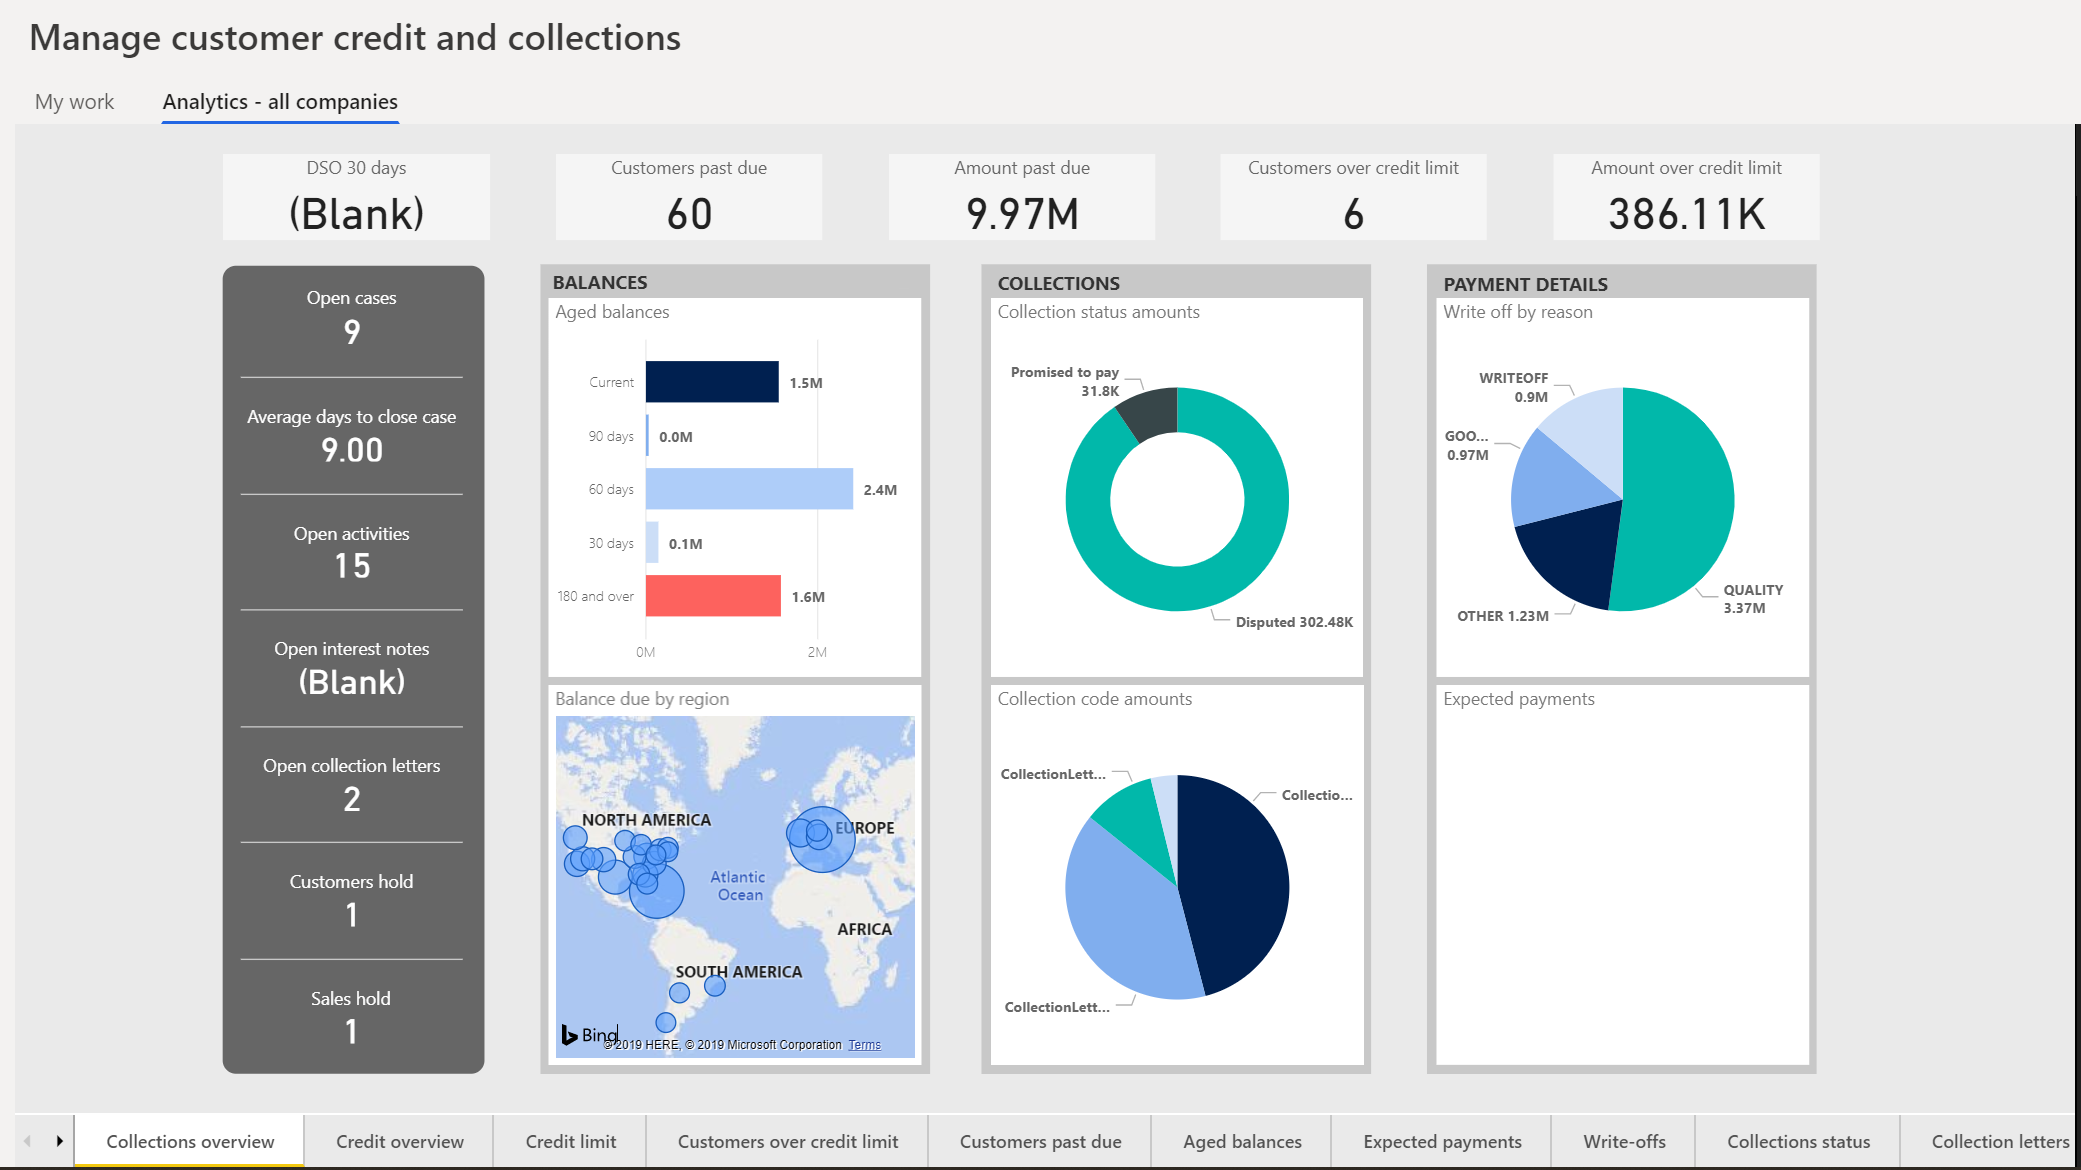 Manage customer credit and collections
My work
Analytics - all companies
DSO 30 days
(Blank)
Customers past due
60
Amount past due
9.97M
Customers over credit limit
6
Amount over credit limit
386.11K
Open cases
9
Average days to close case
9.00
Open activities
15
Open interest notes
(Blank)
Open collection letters
2
Customers hold
1
Sales hold
1
BALANCES
Aged balances
Current
1.5M
90 days
0.0M
60 days
2.4M
30 days
0.1M
180 and over
1.6M
0M
2M
Balance due by region
NORTH AMERICA
EUROPE
Atlantic
Ocean
AFRICA
SOUTH AMERICA
Bing
© 2019 HERE, © 2019 Microsoft Corporation Terms
COLLECTIONS
Collection status amounts
Promised to pay
31.8K
Disputed 302.48K
Collection code amounts
CollectionLett...
Collectio...
CollectionLett...
PAYMENT DETAILS
Write off by reason
WRITEOFF
0.9M
GOO...
0.97M
OTHER 1.23M
QUALITY
3.37M
Expected payments
Collections overview
Credit overview
Credit limit
Customers over credit limit
Customers past due
Aged balances
Expected payments
Write-offs
Collections status
Collection letters